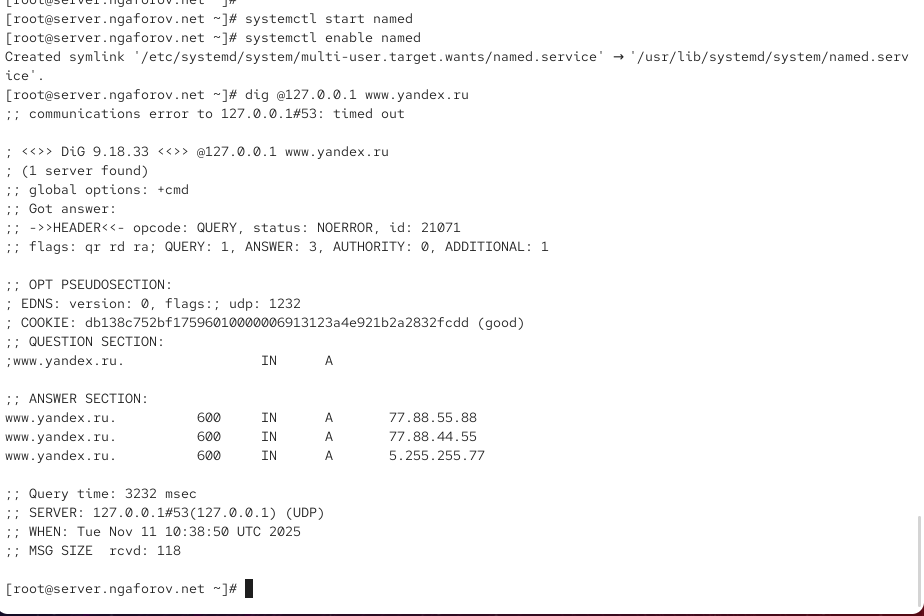 [root@server.ngaforov.net ~]#
[root@server.ngaforov.net ~]# systemctl start named
[root@server.ngaforov.net ~]# systemctl enable named
Created symlink '/etc/systemd/system/multi-user.target.wants/named.service' → '/usr/lib/systemd/system/named.serv
ice'.
[root@server.ngaforov.net ~]# dig @127.0.0.1 www.yandex.ru
;; communications error to 127.0.0.1#53: timed out
; <<>> DiG 9.18.33 <<>> @127.0.0.1 www.yandex.ru
; (1 server found)
;; global options: +cmd
;; Got answer:
;; ->>HEADER<<- opcode: QUERY, status: NOERROR, id: 21071
;; flags: qr rd ra; QUERY: 1, ANSWER: 3, AUTHORITY: 0, ADDITIONAL: 1
;; OPT PSEUDOSECTION:
; EDNS: version: 0, flags:; udp: 1232
; COOKIE: db138c752bf17596010000006913123a4e921b2a2832fcdd (good)
;; QUESTION SECTION:
;www.yandex.ru. IN A
;; ANSWER SECTION:
www.yandex.ru. 600 IN A 77.88.55.88
www.yandex.ru. 600 IN A 77.88.44.55
www.yandex.ru. 600 IN A 5.255.255.77
;; Query time: 3232 msec
;; SERVER: 127.0.0.1#53(127.0.0.1) (UDP)
;; WHEN: Tue Nov 11 10:38:50 UTC 2025
;; MSG SIZE rcvd: 118
[root@server.ngaforov.net ~]#